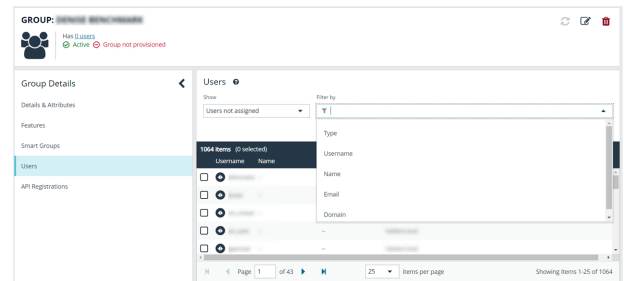 GROUP:
Has 0 users
Active Group not provisioned
Group Details
Details & Attributes
Features
Smart Groups
Users
API Registrations
Users
Show
Filter by
Users not assigned
Type
Username
Name
Email
Domain
1064 items (0 selected)
Username Name
--
--
Page 1 of 43
25 items per page
Showing Items 1-25 of 1064